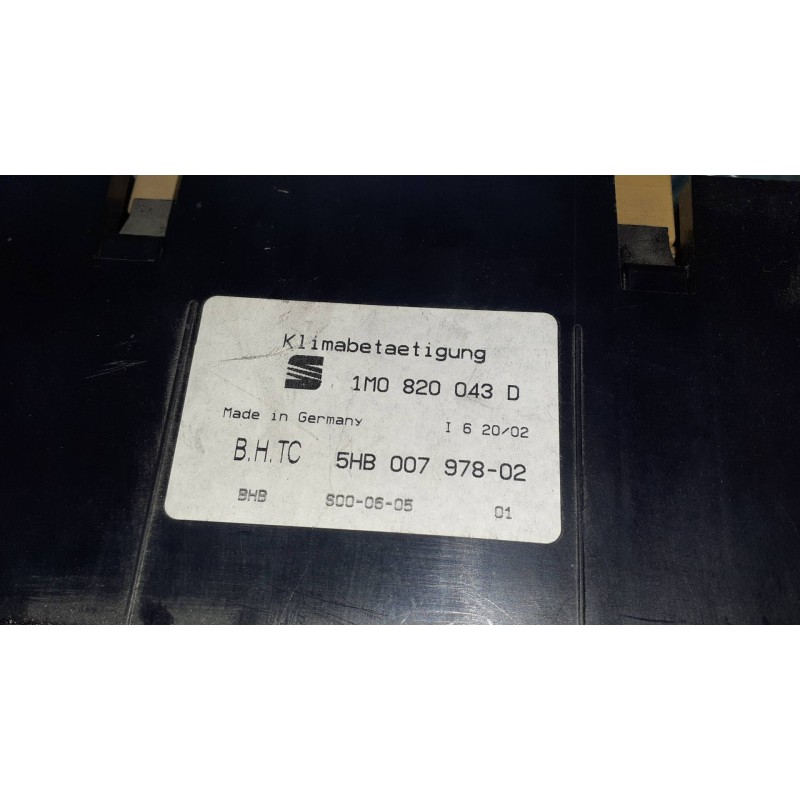 Klimabetaetigung
1M0 820 043 D
Made in Germany I 6 20/02
B.H.TC 5HB 007 978-02
BHB S00-06-05 01